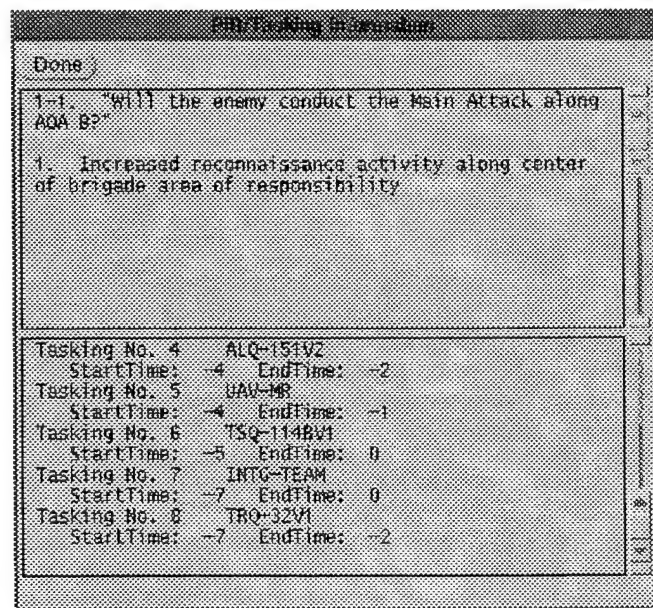 PIR/Tasking Information
Done
1-1. "Will the enemy conduct the Main Attack along
AOA B?"
1. Increased reconnaissance activity along center
of brigade area of responsibility
Tasking No. 4 ALQ-151V2
StartTime: -4 EndTime: -2
Tasking No. 5 UAV-MR
StartTime: -4 EndTime: -1
Tasking No. 6 TSQ-114BV1
StartTime: -5 EndTime: 0
Tasking No. 7 INTG-TEAM
StartTime: -7 EndTime: 0
Tasking No. 8 TRQ-32V1
StartTime: -7 EndTime: -2